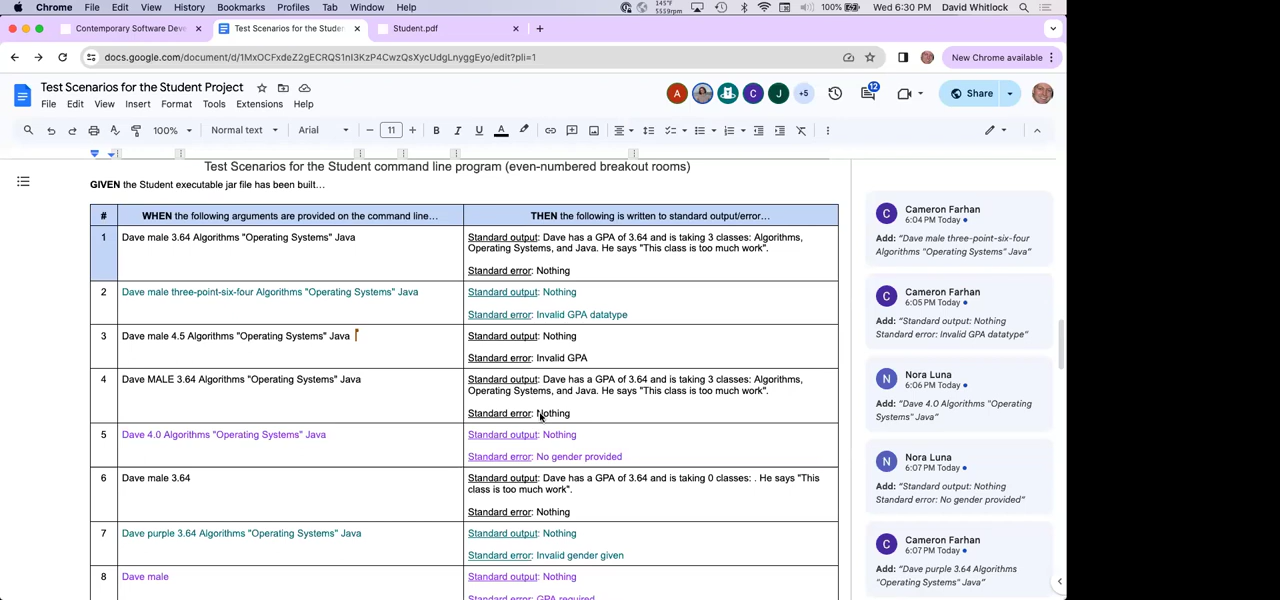 Chrome File Edit View History Bookmarks Profiles Tab Window Help 145°F 5559rpm 100% Wed 6:30 PM David Whitlock
Contemporary Software Deve Test Scenarios for the Studen Student.pdf
docs.google.com/document/d/1MxOCFxdeZ2gECRQS1nI3KzP4CwzQsXycUdgLnyggEyo/edit?pli=1 New Chrome available
Test Scenarios for the Student Project
File Edit View Insert Format Tools Extensions Help
A C J +5 12 Share
100% Normal text Arial 11 B I U A
Test Scenarios for the Student command line program (even-numbered breakout rooms)
GIVEN the Student executable jar file has been built…
# WHEN the following arguments are provided on the command line… THEN the following is written to standard output/error…
1 Dave male 3.64 Algorithms "Operating Systems" Java
Standard output: Dave has a GPA of 3.64 and is taking 3 classes: Algorithms,
Operating Systems, and Java. He says "This class is too much work".
Standard error: Nothing
2 Dave male three-point-six-four Algorithms "Operating Systems" Java
Standard output: Nothing
Standard error: Invalid GPA datatype
3 Dave male 4.5 Algorithms "Operating Systems" Java
Standard output: Nothing
Standard error: Invalid GPA
4 Dave MALE 3.64 Algorithms "Operating Systems" Java
Standard output: Dave has a GPA of 3.64 and is taking 3 classes: Algorithms,
Operating Systems, and Java. He says "This class is too much work".
Standard error: Nothing
5 Dave 4.0 Algorithms "Operating Systems" Java
Standard output: Nothing
Standard error: No gender provided
6 Dave male 3.64
Standard output: Dave has a GPA of 3.64 and is taking 0 classes: . He says "This
class is too much work".
Standard error: Nothing
7 Dave purple 3.64 Algorithms "Operating Systems" Java
Standard output: Nothing
Standard error: Invalid gender given
8 Dave male
Standard output: Nothing
Standard error: GPA required
C Cameron Farhan
6:04 PM Today
Add: "Dave male three-point-six-four
Algorithms "Operating Systems" Java"
C Cameron Farhan
6:05 PM Today
Add: "Standard output: Nothing
Standard error: Invalid GPA datatype"
N Nora Luna
6:06 PM Today
Add: "Dave 4.0 Algorithms "Operating
Systems" Java"
N Nora Luna
6:07 PM Today
Add: "Standard output: Nothing
Standard error: No gender provided"
C Cameron Farhan
6:07 PM Today
Add: "Dave purple 3.64 Algorithms
"Operating Systems" Java"